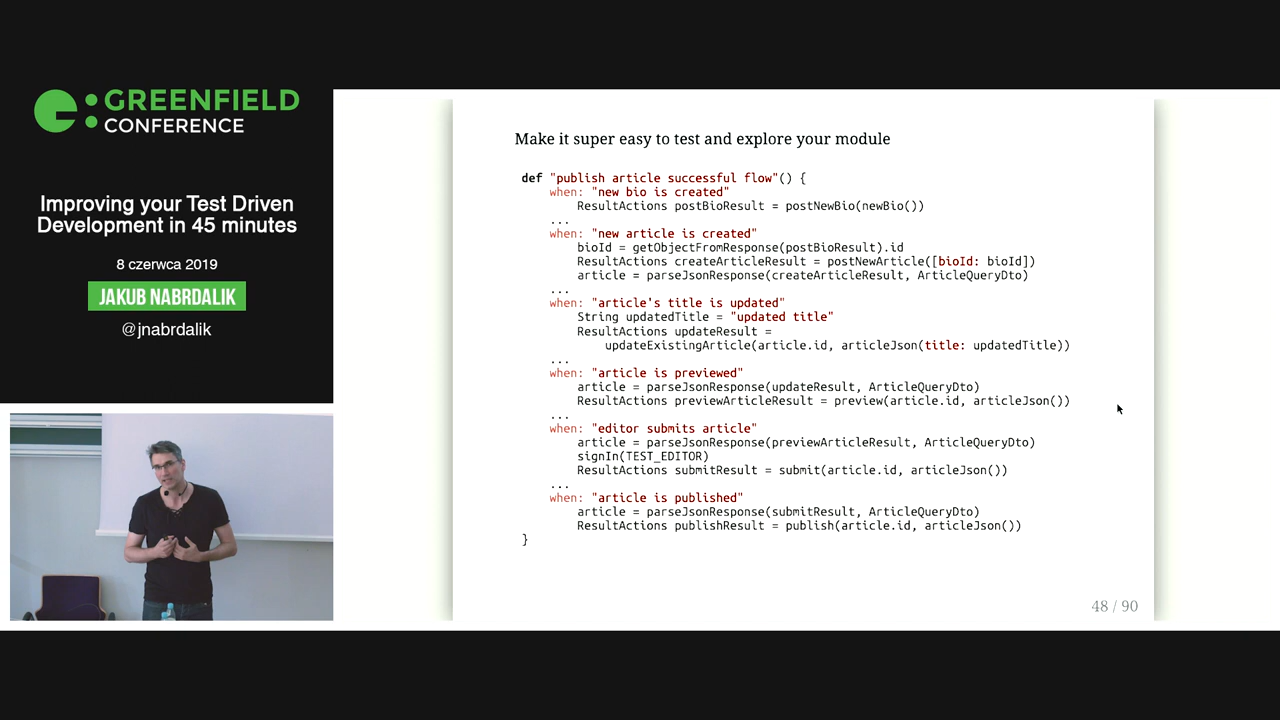 GREENFIELD
CONFERENCE
Improving your Test Driven
Development in 45 minutes
8 czerwca 2019
JAKUB NABRDALIK
@jnabrdalik
Make it super easy to test and explore your module
def "publish article successful flow"() {
when: "new bio is created"
ResultActions postBioResult = postNewBio(newBio())
...
when: "new article is created"
bioId = getObjectFromResponse(postBioResult).id
ResultActions createArticleResult = postNewArticle([bioId: bioId])
article = parseJsonResponse(createArticleResult, ArticleQueryDto)
...
when: "article's title is updated"
String updatedTitle = "updated title"
ResultActions updateResult =
updateExistingArticle(article.id, articleJson(title: updatedTitle))
...
when: "article is previewed"
article = parseJsonResponse(updateResult, ArticleQueryDto)
ResultActions previewArticleResult = preview(article.id, articleJson())
...
when: "editor submits article"
article = parseJsonResponse(previewArticleResult, ArticleQueryDto)
signIn(TEST_EDITOR)
ResultActions submitResult = submit(article.id, articleJson())
...
when: "article is published"
article = parseJsonResponse(submitResult, ArticleQueryDto)
ResultActions publishResult = publish(article.id, articleJson())
}
48 / 90